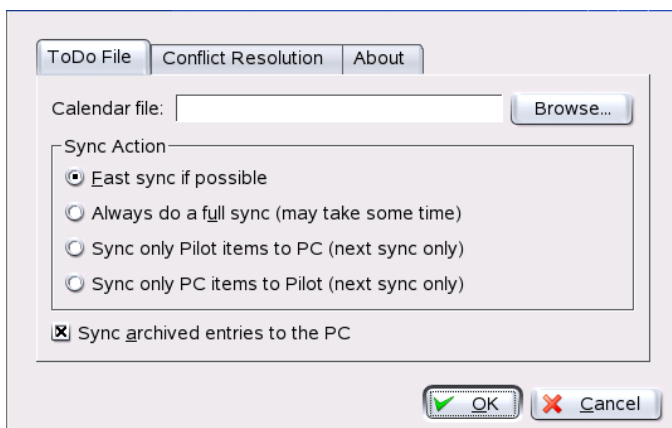 ToDo File Conflict Resolution About
Calendar file: Browse...
Sync Action
Fast sync if possible
Always do a full sync (may take some time)
Sync only Pilot items to PC (next sync only)
Sync only PC items to Pilot (next sync only)
Sync archived entries to the PC
OK Cancel